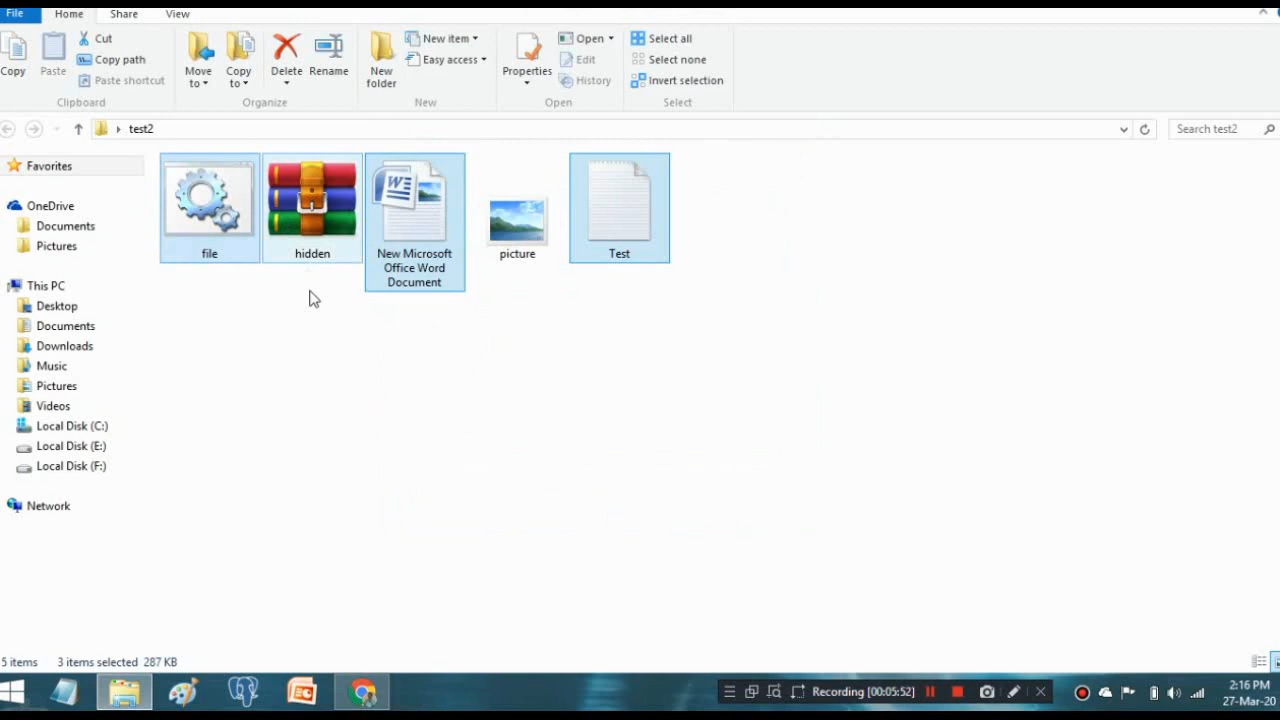 File Home Share View
Cut
Copy path
Paste shortcut
Copy Paste
Clipboard
Move to Copy to Delete Rename
Organize
New folder
New item
Easy access
New
Properties
Open
Edit
History
Open
Select all
Select none
Invert selection
Select
test2
Search test2
Favorites
OneDrive
Documents
Pictures
This PC
Desktop
Documents
Downloads
Music
Pictures
Videos
Local Disk (C:)
Local Disk (E:)
Local Disk (F:)
Network
file
hidden
New Microsoft
Office Word
Document
picture
Test
5 items 3 items selected 287 KB
Recording [00:05:52]
2:16 PM
27-Mar-20